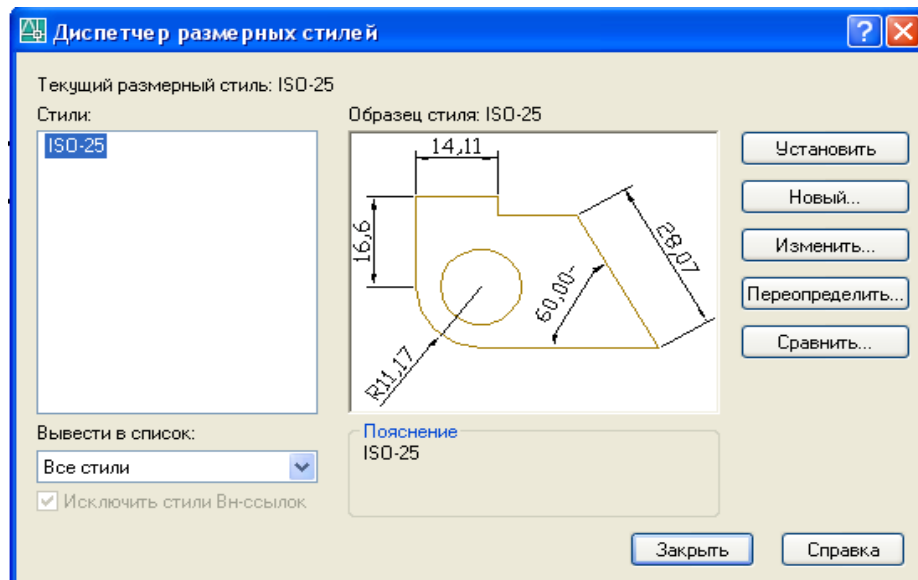 Диспетчер размерных стилей
Текущий размерный стиль: ISO-25
Стили:
ISO-25
Образец стиля: ISO-25
14,11
16,6
28,07
60,00-
R11,17
Установить
Новый...
Изменить...
Переопределить...
Сравнить...
Вывести в список:
Все стили
Исключить стили Вн-ссылок
Пояснение
ISO-25
Закрыть
Справка